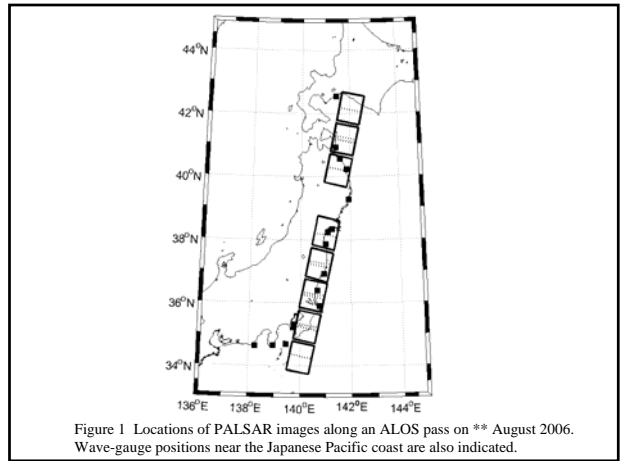 44°N
42°N
40°N
38°N
36°N
34°N
136°E 138°E 140°E 142°E 144°E
Figure 1 Locations of PALSAR images along an ALOS pass on ** August 2006.
Wave-gauge positions near the Japanese Pacific coast are also indicated.